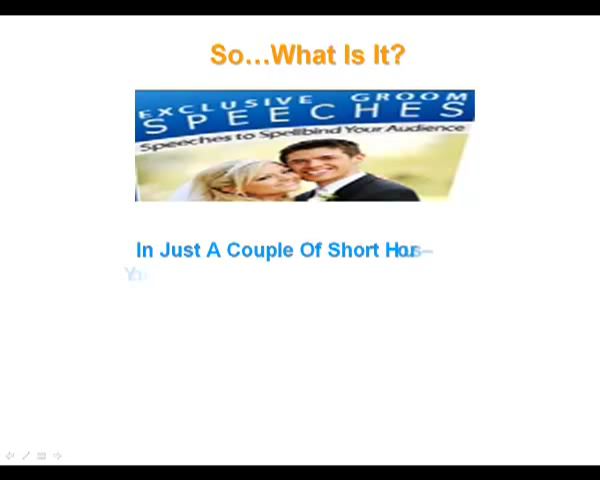 So...What Is It?
EXCLUSIVE GROOM
SPEECHES
Speeches to Spellbind Your Audience
In Just A Couple Of Short